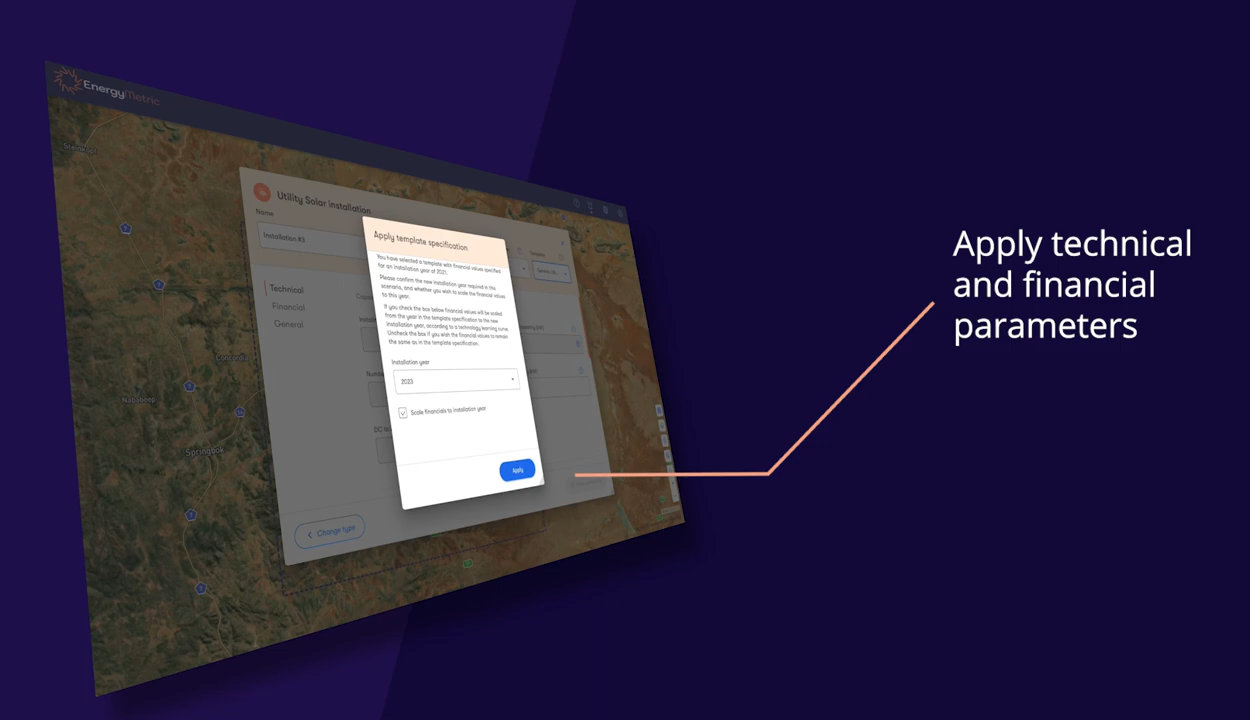 EnergyMetric
Steinkopf
Utility Solar installation
Name
Installation #3
Technical
Financial
General
Concordia
Nababeep
Springbok
Change type
Apply template specification
You have selected a template with financial values specified
for an installation year of 2021.
Please confirm the new installation year required in this
scenario, and whether you wish to scale the financial values
to this year.
If you check the box below financial values will be scaled
from the year in the template specification to the new
installation year, according to a technology learning curve.
Uncheck the box if you wish the financial values to remain
the same as in the template specification.
Installation year
2023
Scale financials to installation year
Apply
Apply technical
and financial
parameters